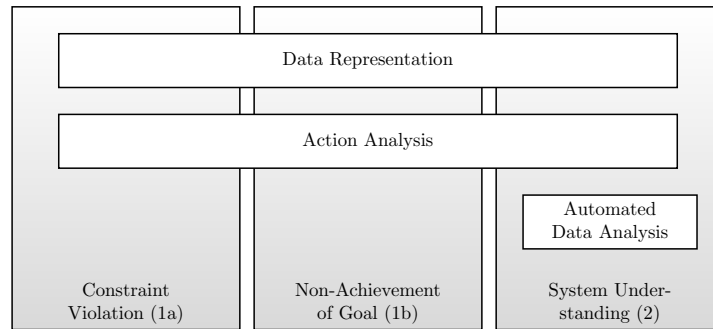 Data Representation
Action Analysis
Automated
Data Analysis
Constraint
Violation (1a)
Non-Achievement
of Goal (1b)
System Under-
standing (2)